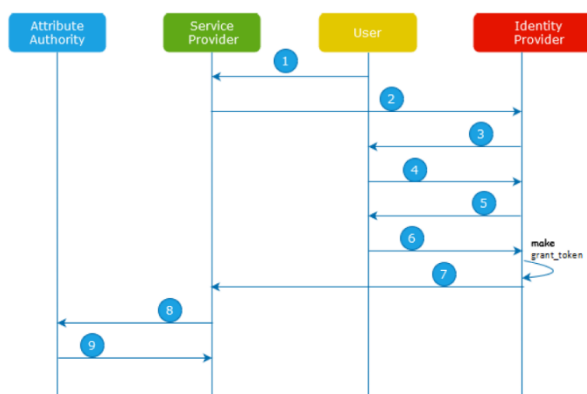 Attribute
Authority
Service
Provider
User
Identity
Provider
1
2
3
4
5
6
make
grant_token
7
8
9